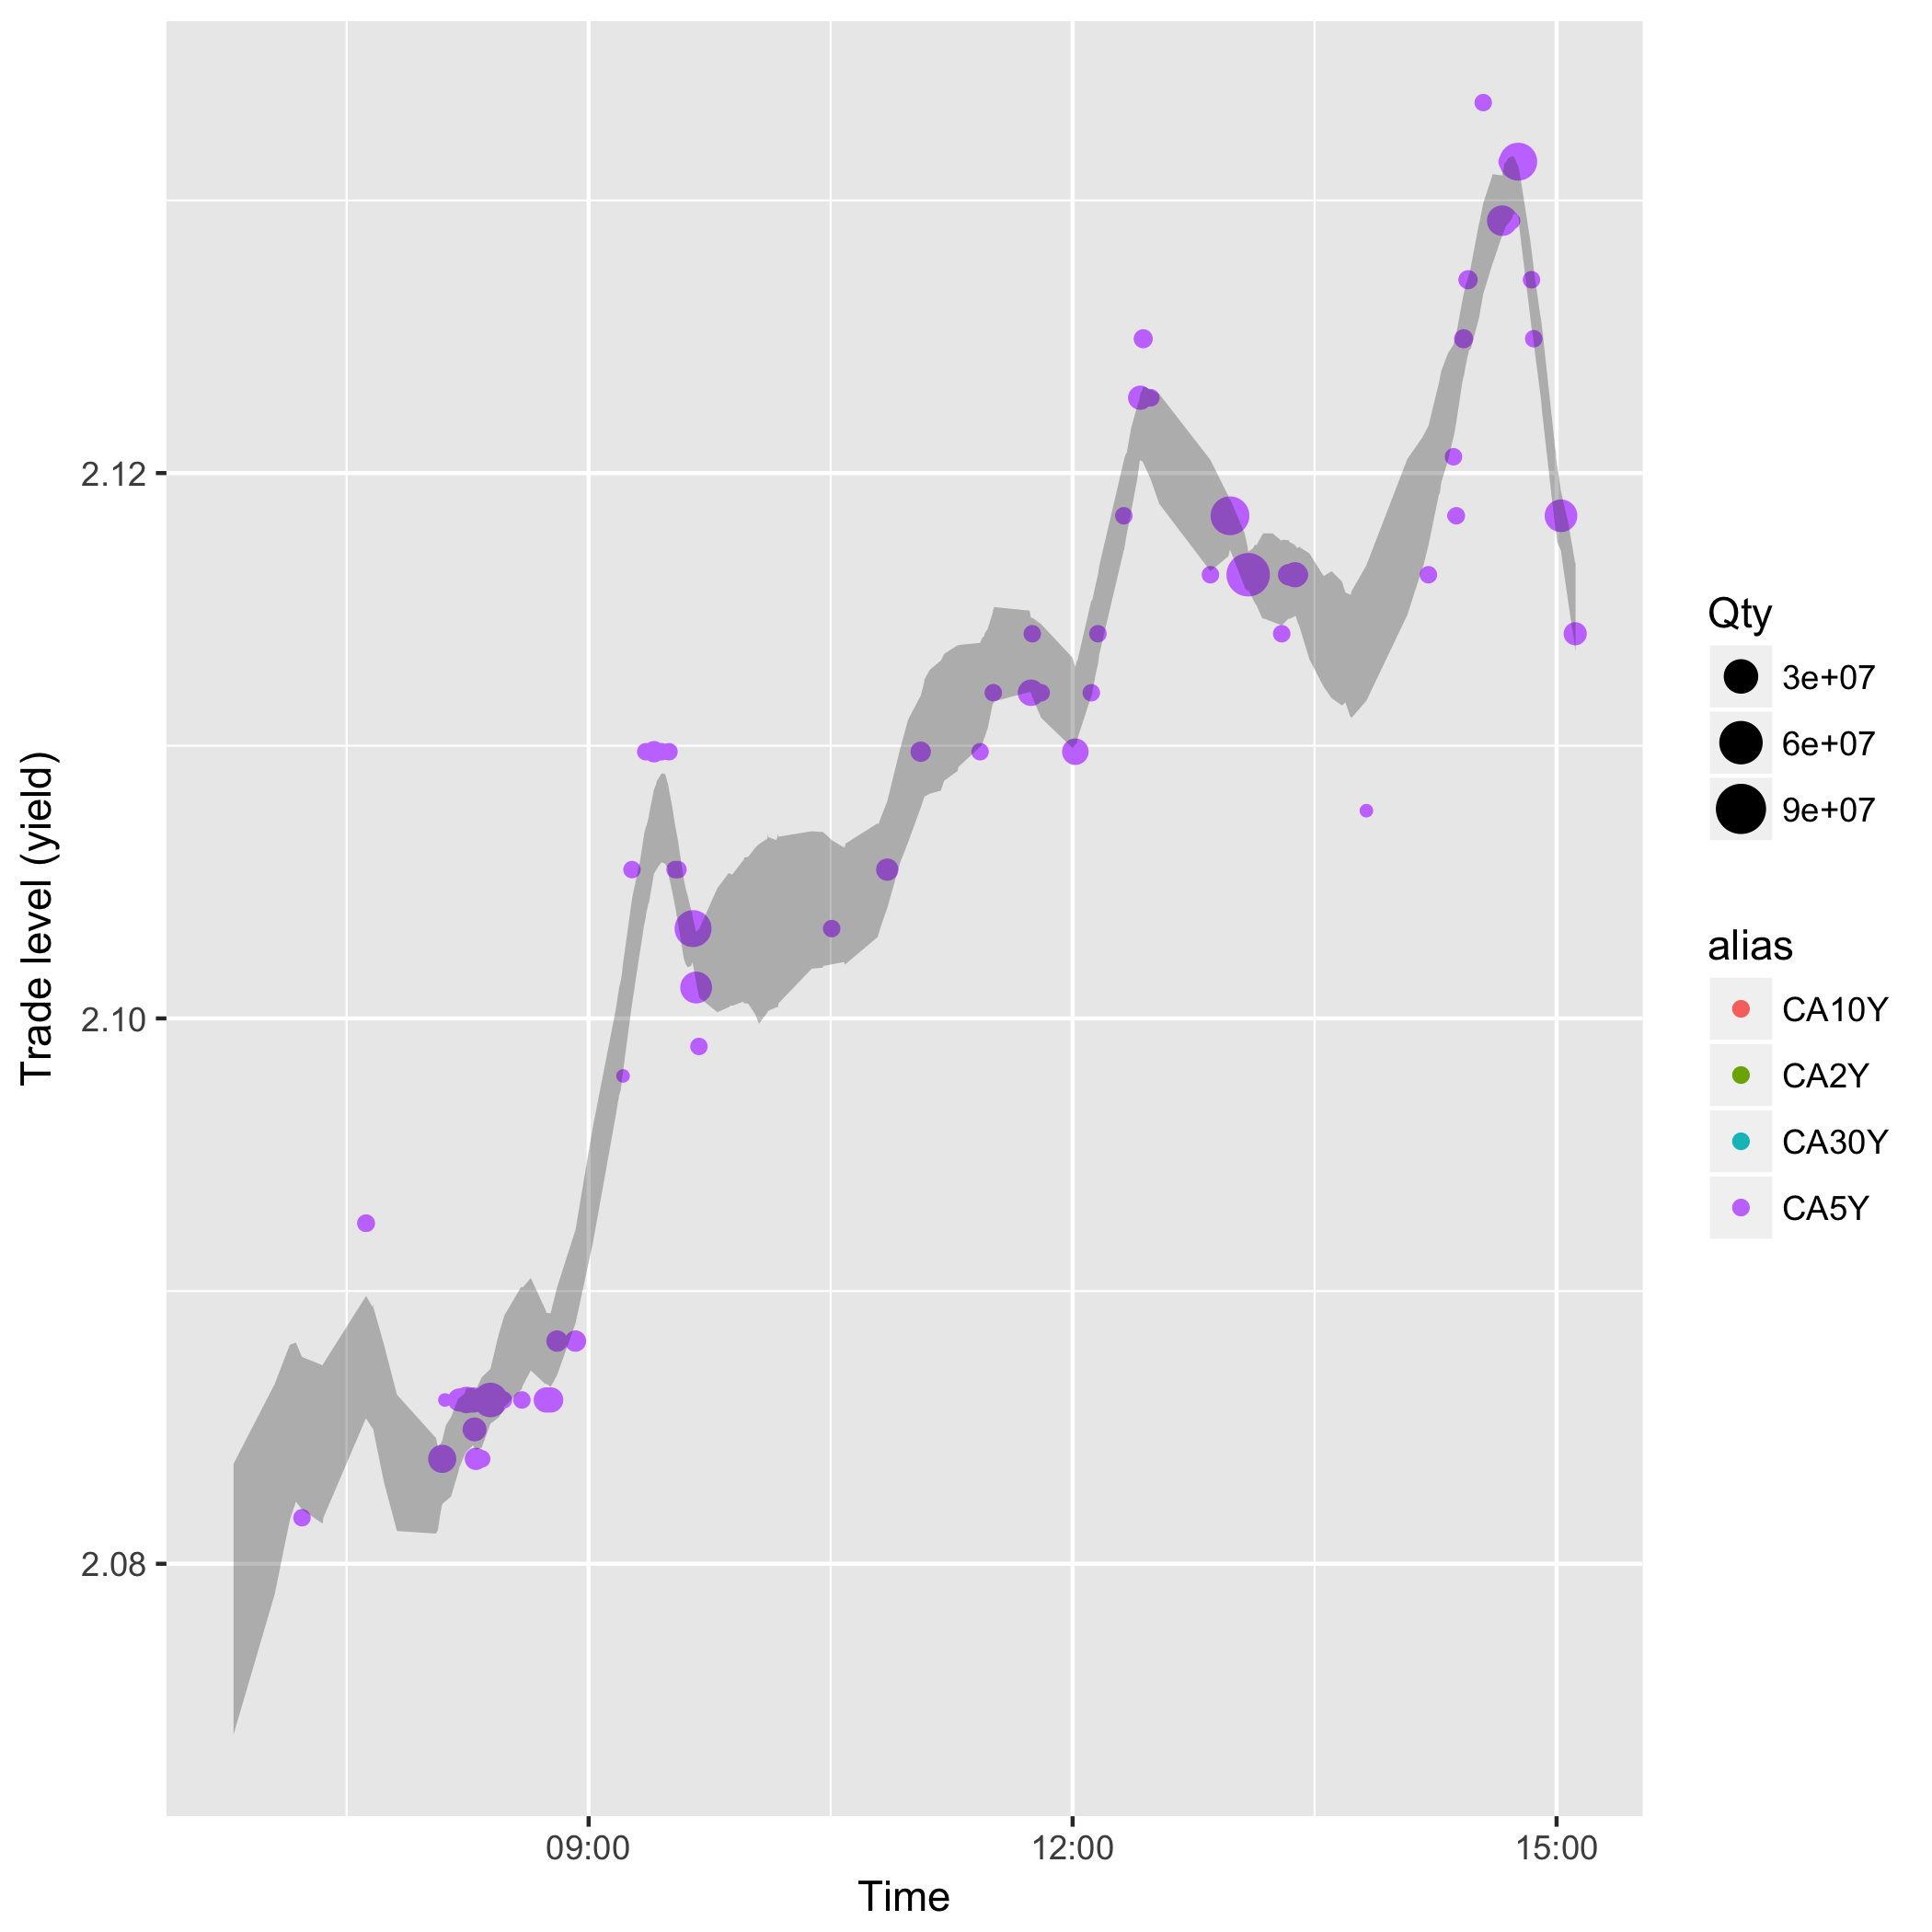 Trade level (yield)
2.12
2.10
2.08
09:00
12:00
15:00
Time
Qty
3e+07
6e+07
9e+07
alias
CA10Y
CA2Y
CA30Y
CA5Y